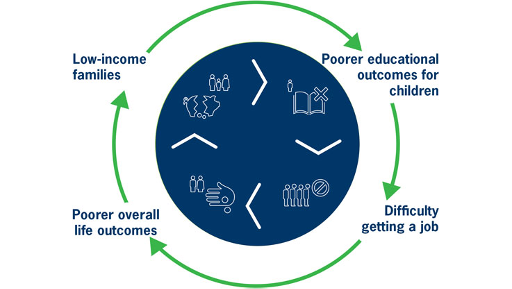 Low-income
families
Poorer educational
outcomes for
children
Difficulty
getting a job
Poorer overall
life outcomes